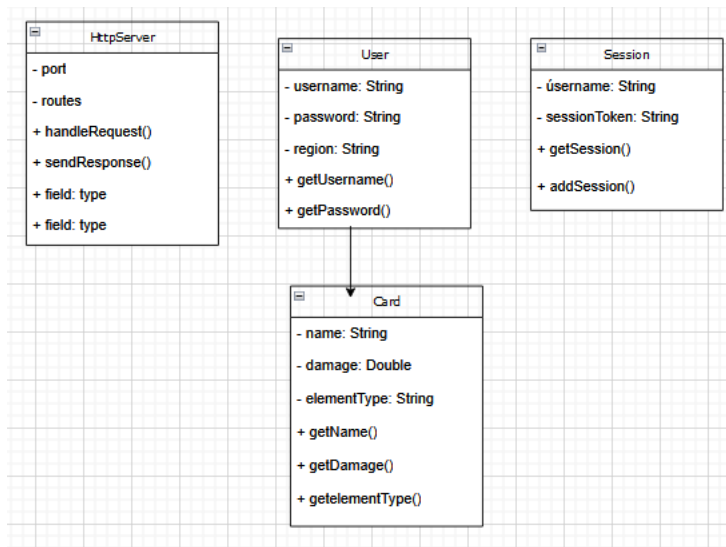 HttpServer
- port
- routes
+ handleRequest()
+ sendResponse()
+ field: type
+ field: type
User
- username: String
- password: String
- region: String
+ getUsername()
+ getPassword()
Session
- úsername: String
- sessionToken: String
+ getSession()
+ addSession()
Card
- name: String
- damage: Double
- elementType: String
+ getName()
+ getDamage()
+ getelementType()